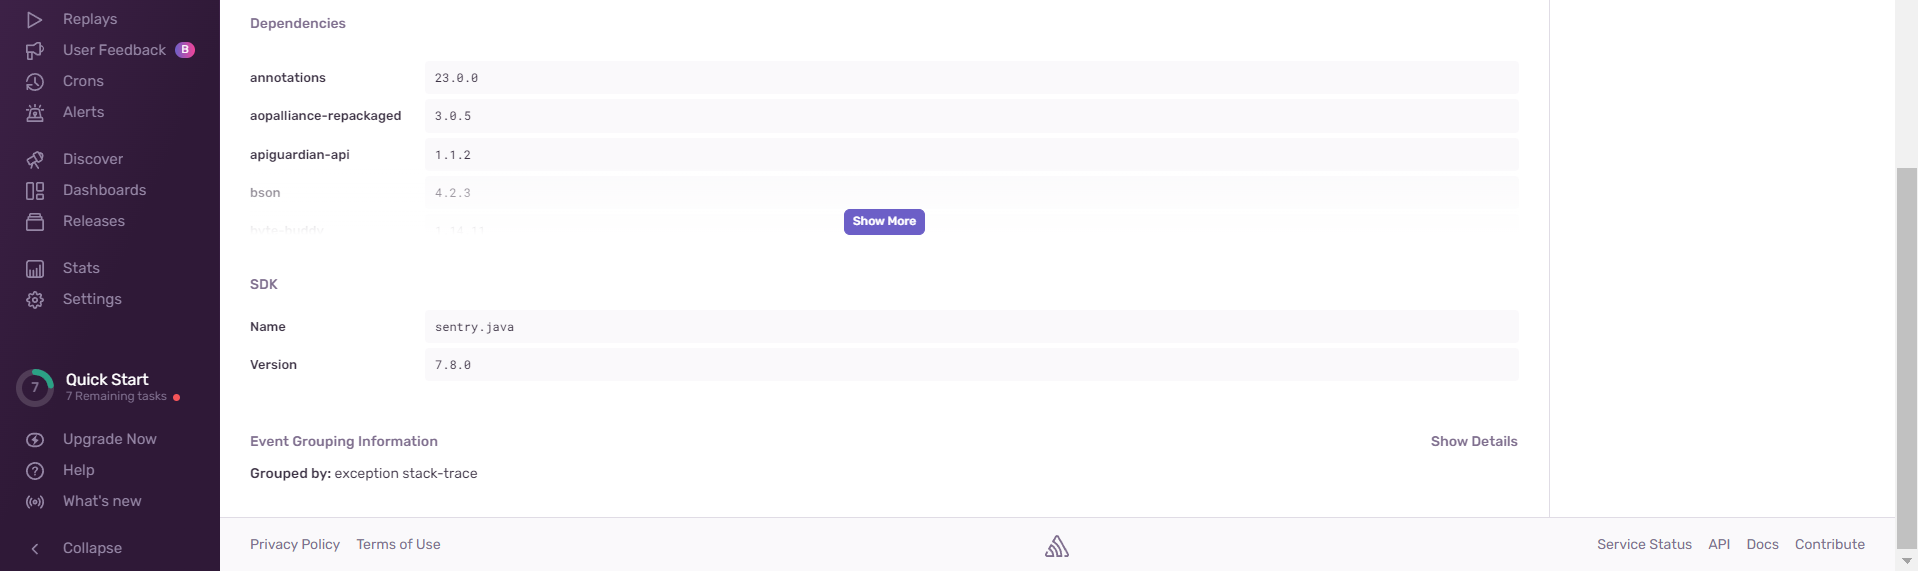 Replays
User Feedback B
Crons
Alerts
Discover
Dashboards
Releases
Stats
Settings
7
Quick Start
7 Remaining tasks
Upgrade Now
Help
What's new
Collapse
Dependencies
annotations 23.0.0
aopalliance-repackaged 3.0.5
apiguardian-api 1.1.2
bson 4.2.3
byte-buddy
Show More
SDK
Name sentry.java
Version 7.8.0
Event Grouping Information Show Details
Grouped by: exception stack-trace
Privacy Policy Terms of Use Service Status API Docs Contribute